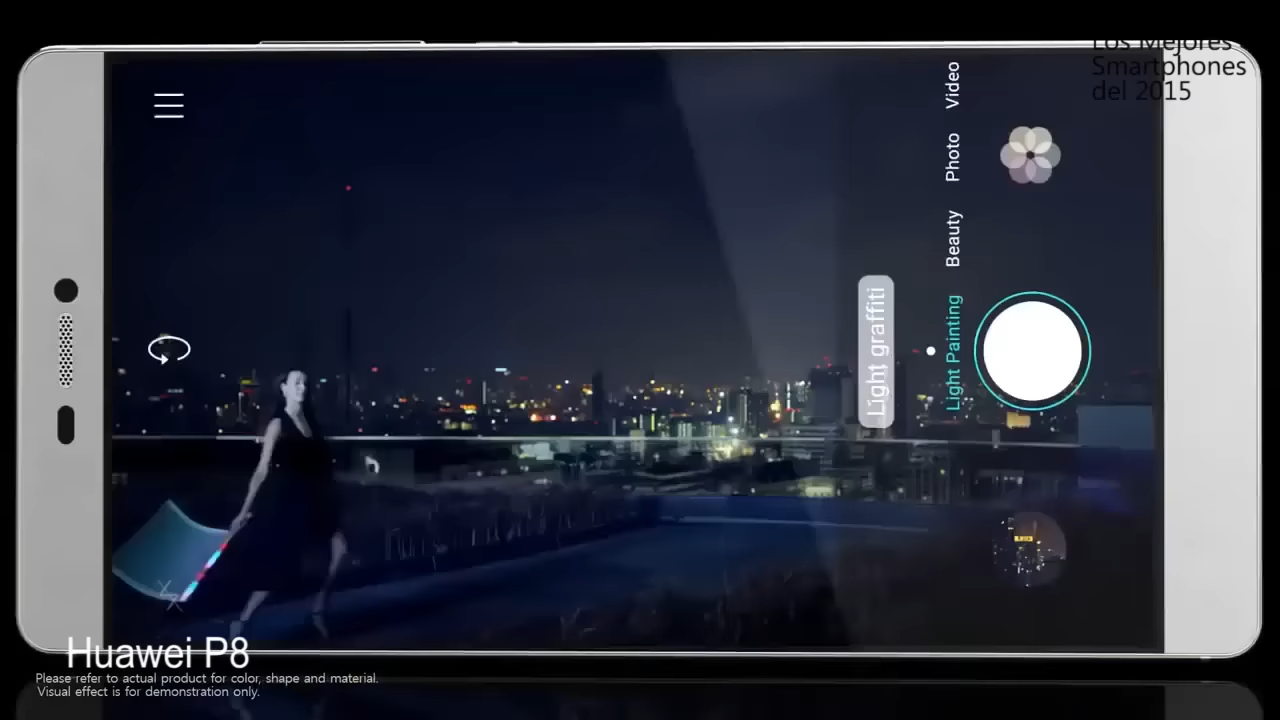 Los Mejores
Smartphones
del 2015
Video
Photo
Beauty
Light Painting
Light graffiti
Huawei P8
Please refer to actual product for color, shape and material.
Visual effect is for demonstration only.